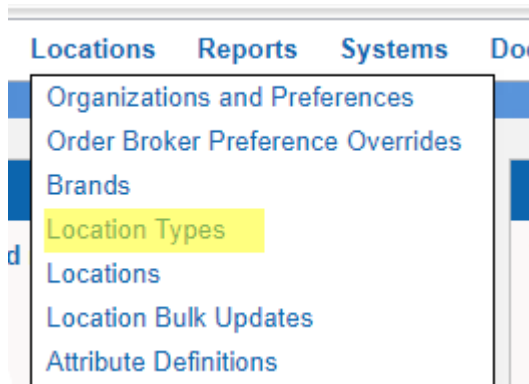 Locations Reports Systems Do
Organizations and Preferences
Order Broker Preference Overrides
Brands
Location Types
d
Locations
Location Bulk Updates
Attribute Definitions